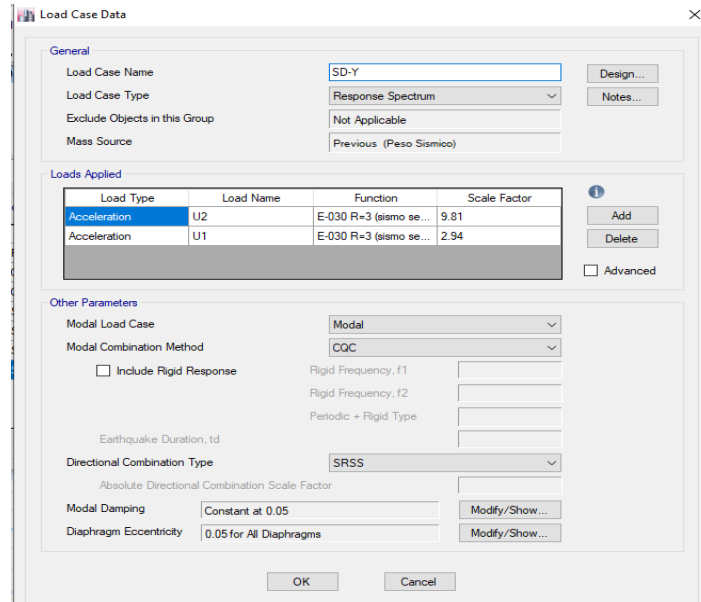 Load Case Data
General
Load Case Name SD-Y Design...
Load Case Type Response Spectrum Notes...
Exclude Objects in this Group Not Applicable
Mass Source Previous (Peso Sismico)
Loads Applied
Load Type Load Name Function Scale Factor
Acceleration U2 E-030 R=3 (sismo se... 9.81 Add
Acceleration U1 E-030 R=3 (sismo se... 2.94 Delete
Advanced
Other Parameters
Modal Load Case Modal
Modal Combination Method CQC
Include Rigid Response Rigid Frequency, f1
Rigid Frequency, f2
Periodic + Rigid Type
Earthquake Duration, td
Directional Combination Type SRSS
Absolute Directional Combination Scale Factor
Modal Damping Constant at 0.05 Modify/Show...
Diaphragm Eccentricity 0.05 for All Diaphragms Modify/Show...
OK Cancel